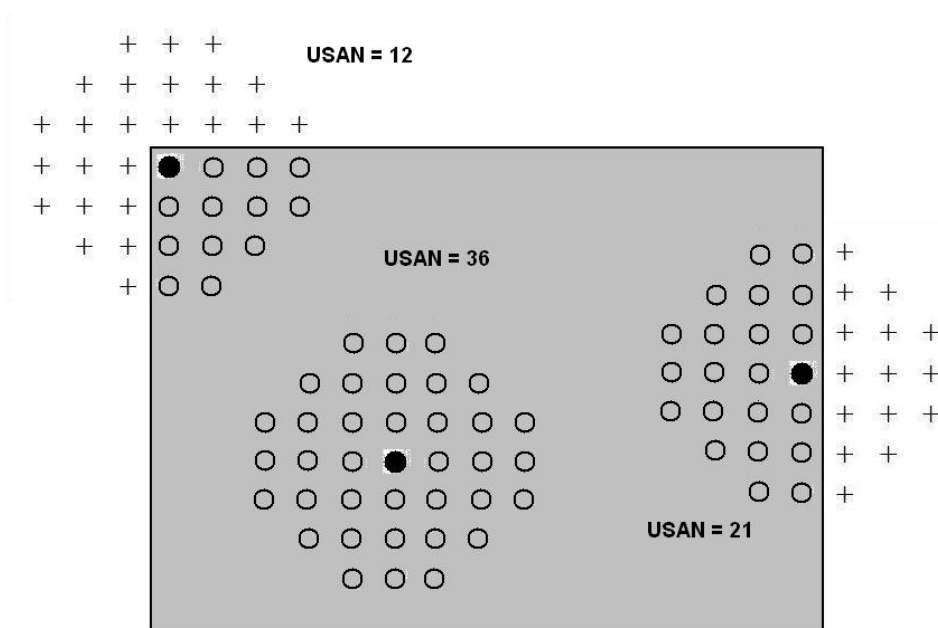 USAN = 12
USAN = 36
USAN = 21